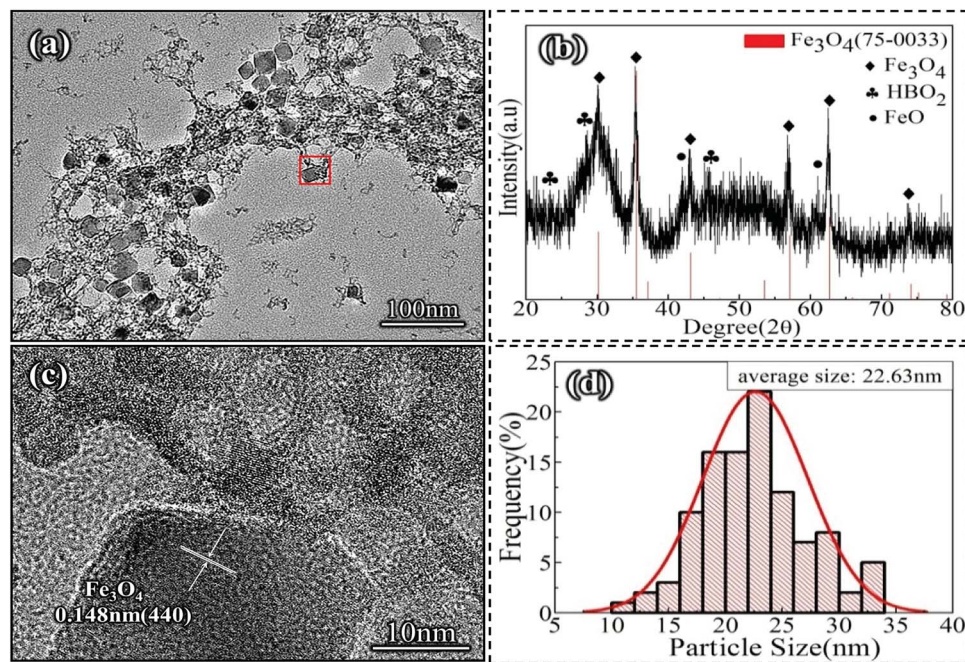 (a)
100nm
(b)
Fe₃O₄(75-0033)
Fe₃O₄
HBO₂
FeO
Intensity(a.u)
20 30 40 50 60 70 80
Degree(2θ)
(c)
Fe₃O₄
0.148nm(440)
10nm
(d)
average size: 22.63nm
Frequency(%)
25
20
15
10
5
0
5 10 15 20 25 30 35 40
Particle Size(nm)